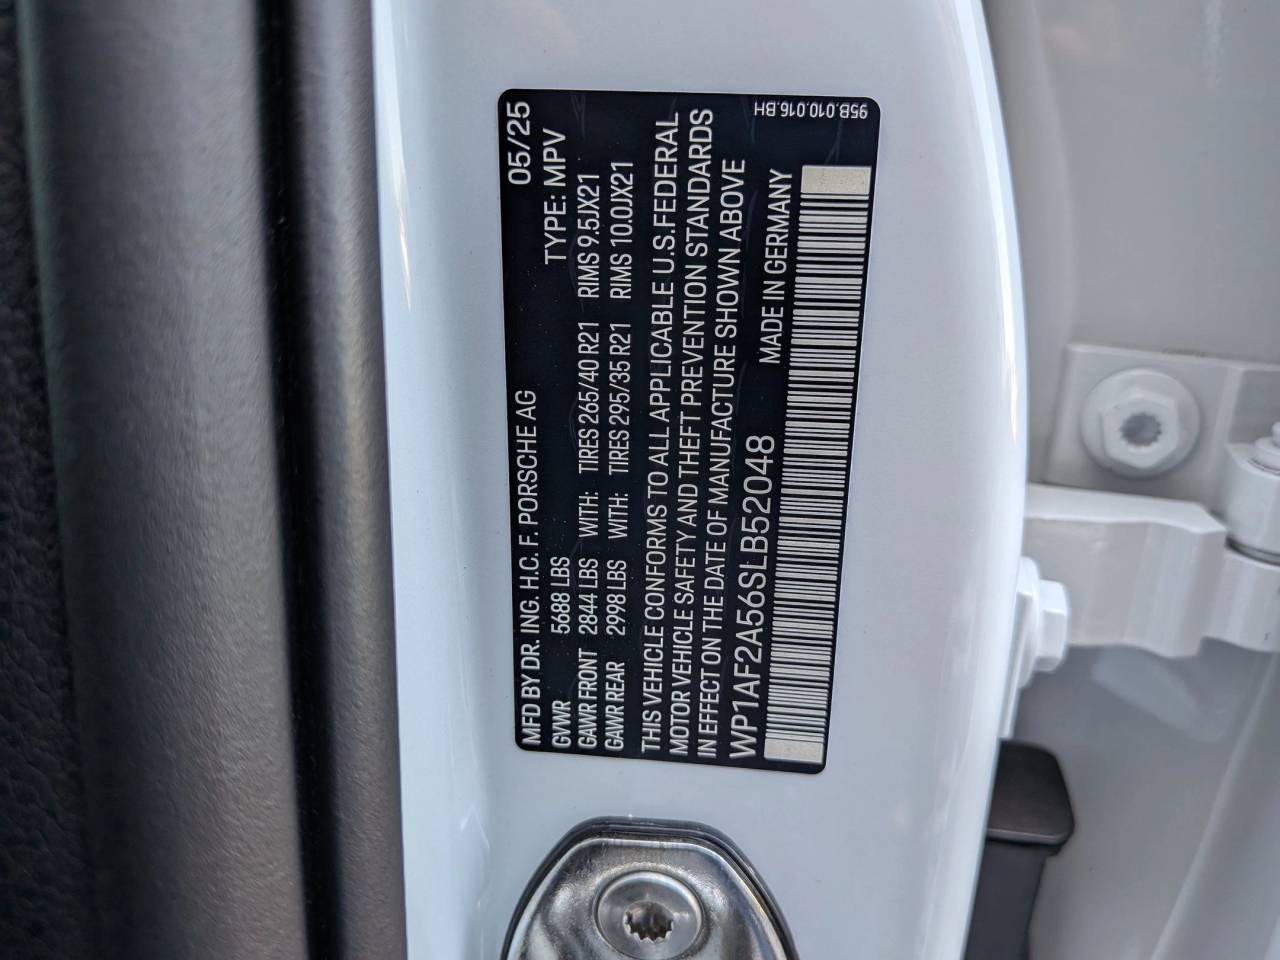 05/25
MFD BY DR. ING. H.C. F. PORSCHE AG
TYPE: MPV
GVWR 5688 LBS
GAWR FRONT 2844 LBS WITH: TIRES 265/40 R21 RIMS 9.5JX21
GAWR REAR 2998 LBS WITH: TIRES 295/35 R21 RIMS 10.0JX21
THIS VEHICLE CONFORMS TO ALL APPLICABLE U.S.FEDERAL
MOTOR VEHICLE SAFETY AND THEFT PREVENTION STANDARDS
IN EFFECT ON THE DATE OF MANUFACTURE SHOWN ABOVE
WP1AF2A56SLB52048 MADE IN GERMANY
95B.010.016.BH